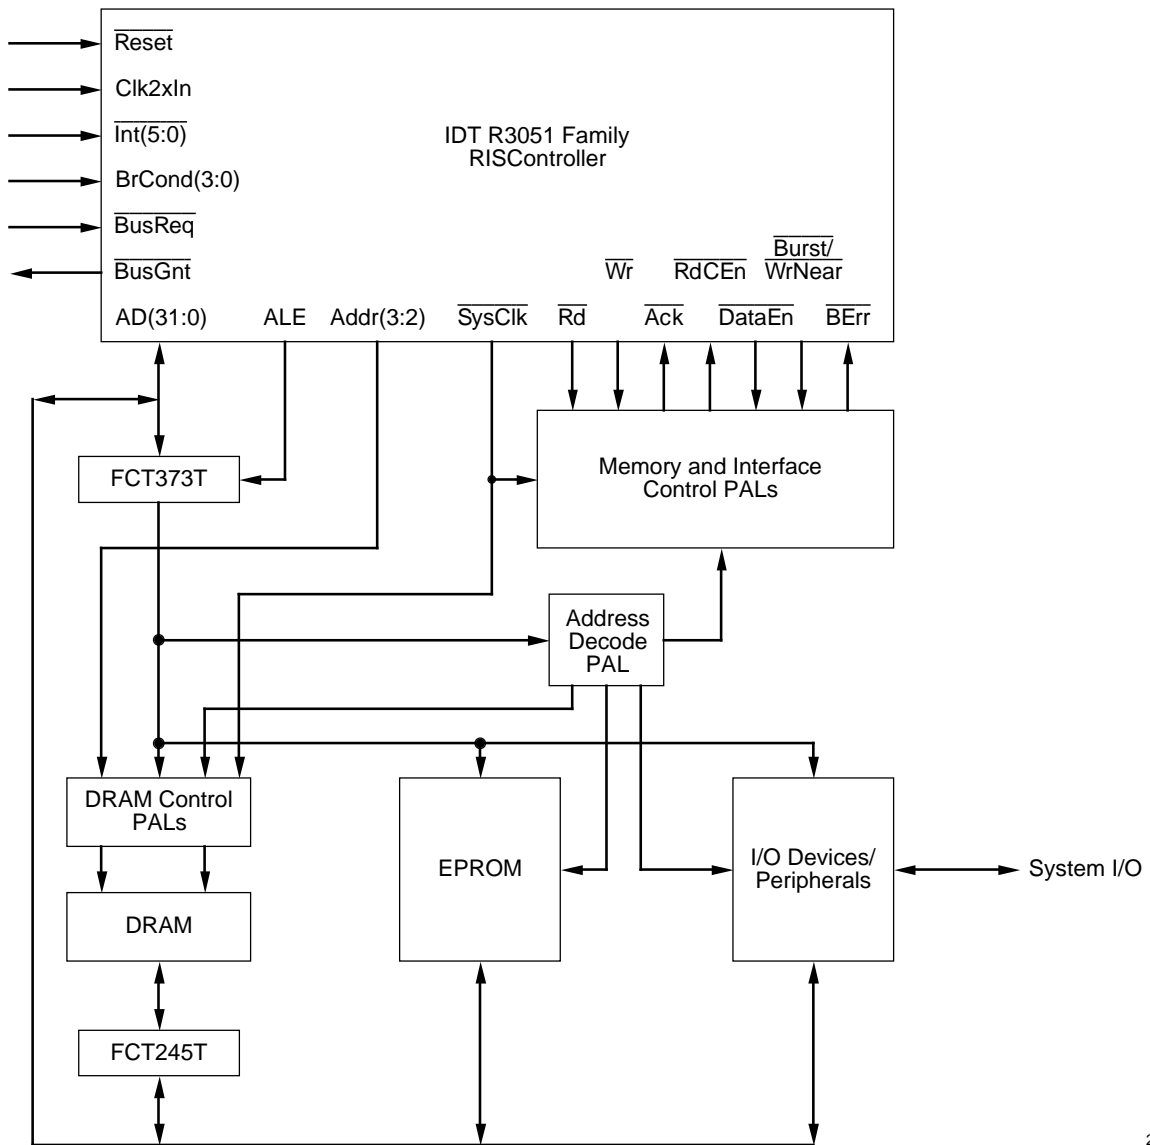 Reset
Clk2xIn
Int(5:0)
BrCond(3:0)
BusReq
BusGnt
IDT R3051 Family
RISController
Burst/
Wr RdCEn WrNear
AD(31:0) ALE Addr(3:2) SysClk Rd Ack DataEn BErr
FCT373T
Memory and Interface
Control PALs
Address
Decode
PAL
DRAM Control
PALs
EPROM
I/O Devices/
Peripherals
System I/O
DRAM
FCT245T
2